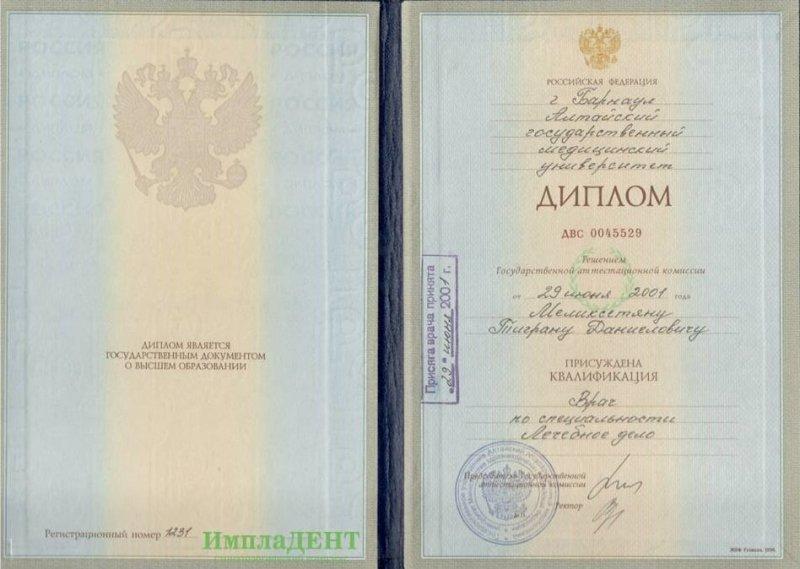 ДИПЛОМ ЯВЛЯЕТСЯ
ГОСУДАРСТВЕННЫМ ДОКУМЕНТОМ
О ВЫСШЕМ ОБРАЗОВАНИИ
Регистрационный номер 1231
ИмплаДЕНТ
РОССИЙСКАЯ ФЕДЕРАЦИЯ
г Барнаул
Алтайский
государственный
медицинский
университет
ДИПЛОМ
ДВС 0045529
Решением
Государственной аттестационной комиссии
от 29 июня 2001 года
Меликсетяну
Тиграну Даниеловичу
ПРИСУЖДЕНА
КВАЛИФИКАЦИЯ
Врач
по специальности
Лечебное дело
Председатель Государственной
аттестационной комиссии
Ректор
Присяга врача принята
"29" июня 2001 г.